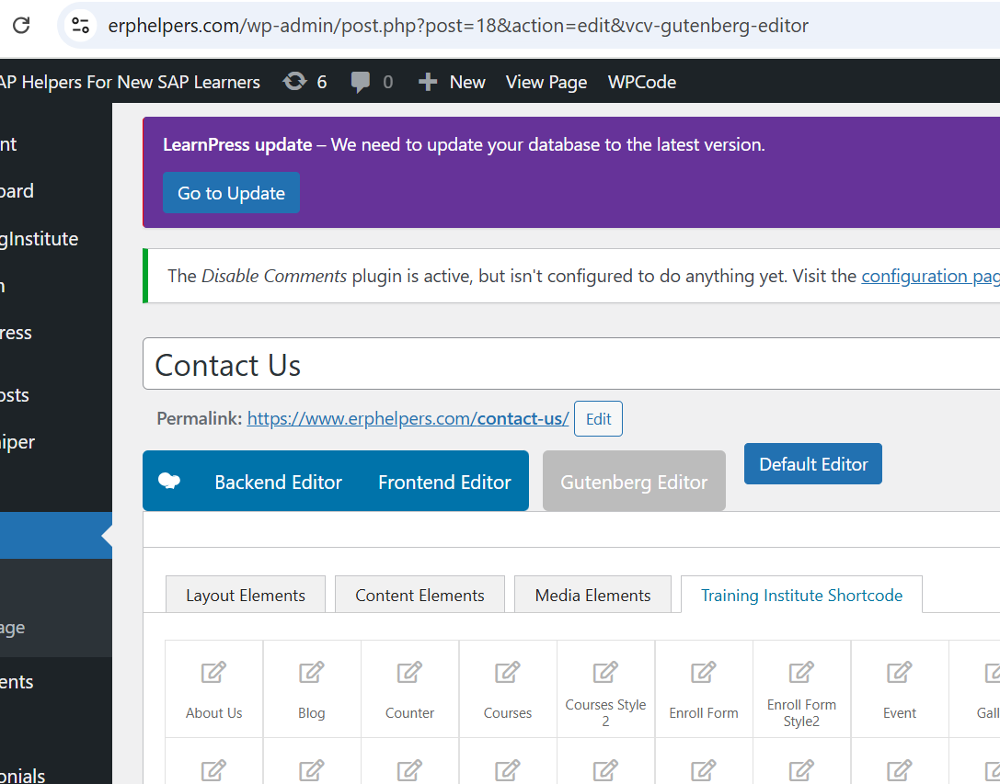 erphelpers.com/wp-admin/post.php?post=18&action=edit&vcv-gutenberg-editor
AP Helpers For New SAP Learners 6 0 New View Page WPCode
nt
oard
gInstitute
n
ress
osts
iper
age
ents
onials
LearnPress update – We need to update your database to the latest version.
Go to Update
The Disable Comments plugin is active, but isn't configured to do anything yet. Visit the configuration pag
Contact Us
Permalink: https://www.erphelpers.com/contact-us/ Edit
Backend Editor Frontend Editor Gutenberg Editor Default Editor
Layout Elements Content Elements Media Elements Training Institute Shortcode
About Us Blog Counter Courses Courses Style 2 Enroll Form Enroll Form Style2 Event Gall